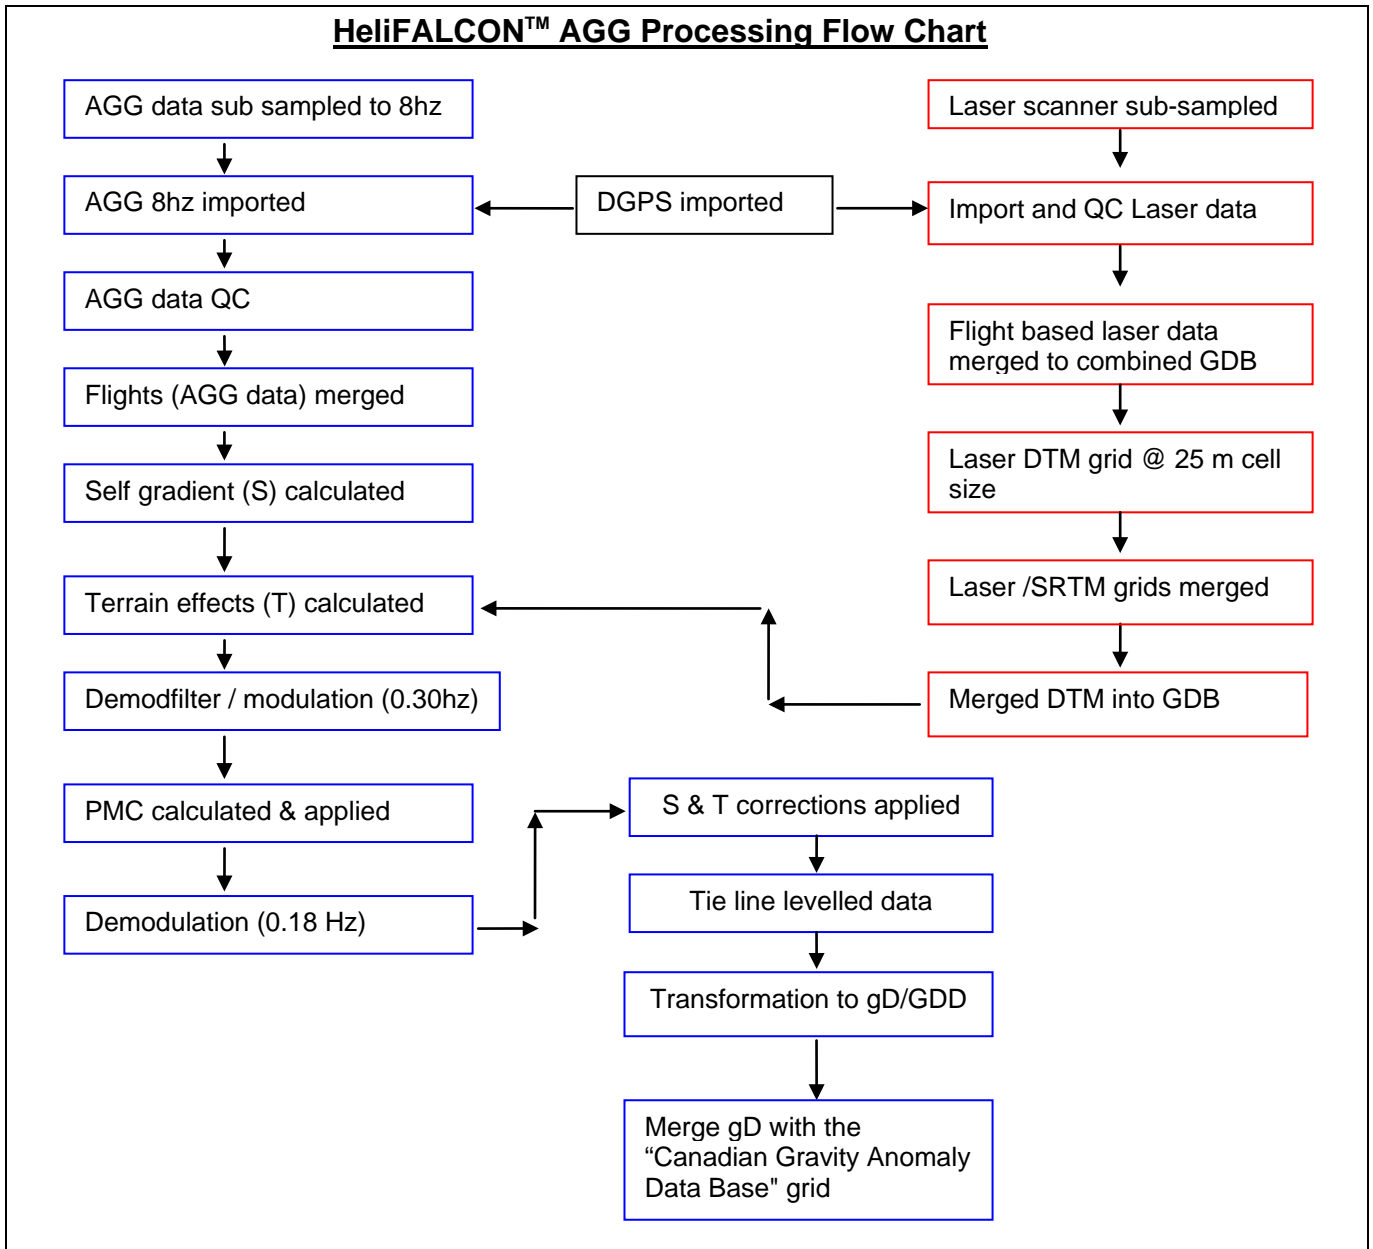 HeliFALCON™ AGG Processing Flow Chart
AGG data sub sampled to 8hz
AGG 8hz imported
AGG data QC
Flights (AGG data) merged
Self gradient (S) calculated
Terrain effects (T) calculated
Demodfilter / modulation (0.30hz)
PMC calculated & applied
Demodulation (0.18 Hz)
DGPS imported
Laser scanner sub-sampled
Import and QC Laser data
Flight based laser data
merged to combined GDB
Laser DTM grid @ 25 m cell
size
Laser /SRTM grids merged
Merged DTM into GDB
S & T corrections applied
Tie line levelled data
Transformation to gD/GDD
Merge gD with the
“Canadian Gravity Anomaly
Data Base" grid